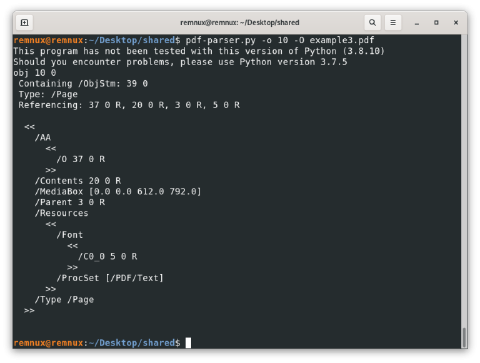 remnux@remnux: ~/Desktop/shared
remnux@remnux:~/Desktop/shared$ pdf-parser.py -o 10 -O example3.pdf
This program has not been tested with this version of Python (3.8.10)
Should you encounter problems, please use Python version 3.7.5
obj 10 0
 Containing /ObjStm: 39 0
 Type: /Page
 Referencing: 37 0 R, 20 0 R, 3 0 R, 5 0 R
  <<
    /AA
      <<
        /O 37 0 R
      >>
    /Contents 20 0 R
    /MediaBox [0.0 0.0 612.0 792.0]
    /Parent 3 0 R
    /Resources
      <<
        /Font
          <<
            /C0_0 5 0 R
          >>
        /ProcSet [/PDF/Text]
      >>
    /Type /Page
  >>
remnux@remnux:~/Desktop/shared$